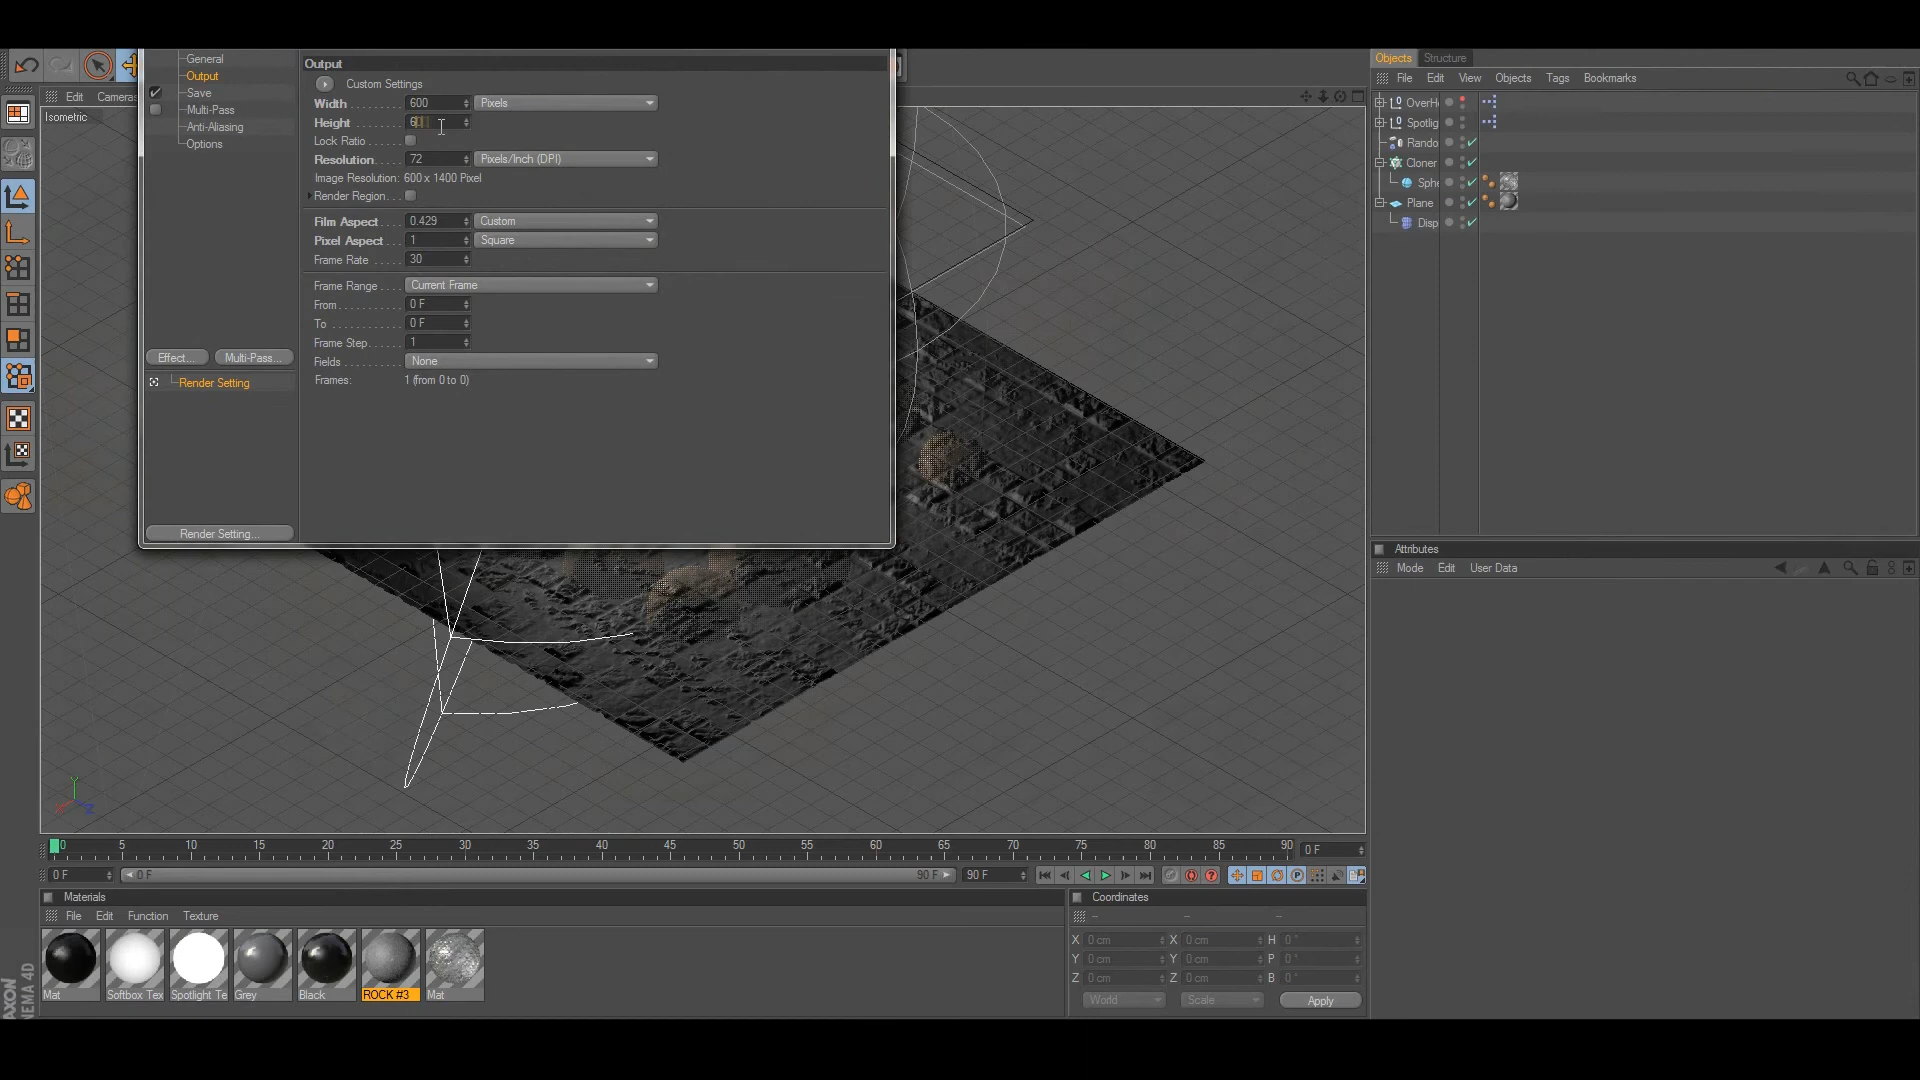 General
Output
Save
Multi-Pass
Anti-Aliasing
Options
Effect...
Multi-Pass...
Render Setting
Render Setting...
Output
Custom Settings
Width 600 Pixels
Height
Lock Ratio
Resolution 72 Pixels/Inch (DPI)
Image Resolution: 600 x 1400 Pixel
Render Region
Film Aspect 0.429 Custom
Pixel Aspect 1 Square
Frame Rate 30
Frame Range Current Frame
From 0 F
To 0 F
Frame Step 1
Fields None
Frames: 1 (from 0 to 0)
Edit Cameras
Isometric
Objects Structure
File Edit View Objects Tags Bookmarks
OverHe
Spotlig
Rando
Cloner
Sphe
Plane
Disp
Attributes
Mode Edit User Data
0 5 10 15 20 25 30 35 40 45 50 55 60 65 70 75 80 85 90 0 F
0 F 0 F 90 F 90 F
Materials
File Edit Function Texture
Mat Softbox Tex Spotlight Te Grey Black ROCK #3 Mat
Coordinates
X 0 cm X 0 cm H 0 °
Y 0 cm Y 0 cm P 0 °
Z 0 cm Z 0 cm B 0 °
World Scale Apply
AXON
NEMA 4D